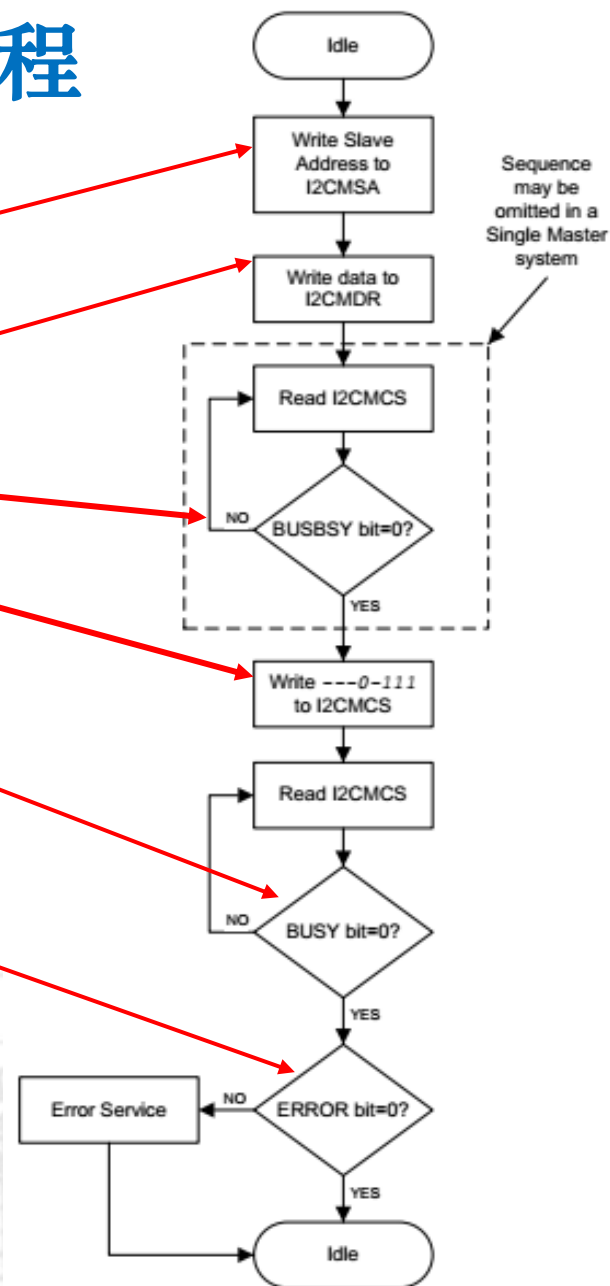 程
Idle
Write Slave
Address to
I2CMSA
Sequence
may be
omitted in a
Single Master
system
Write data to
I2CMDR
Read I2CMCS
NO
BUSBSY bit=0?
YES
Write ---0-111
to I2CMCS
Read I2CMCS
NO
BUSY bit=0?
YES
Error Service
NO
ERROR bit=0?
YES
Idle